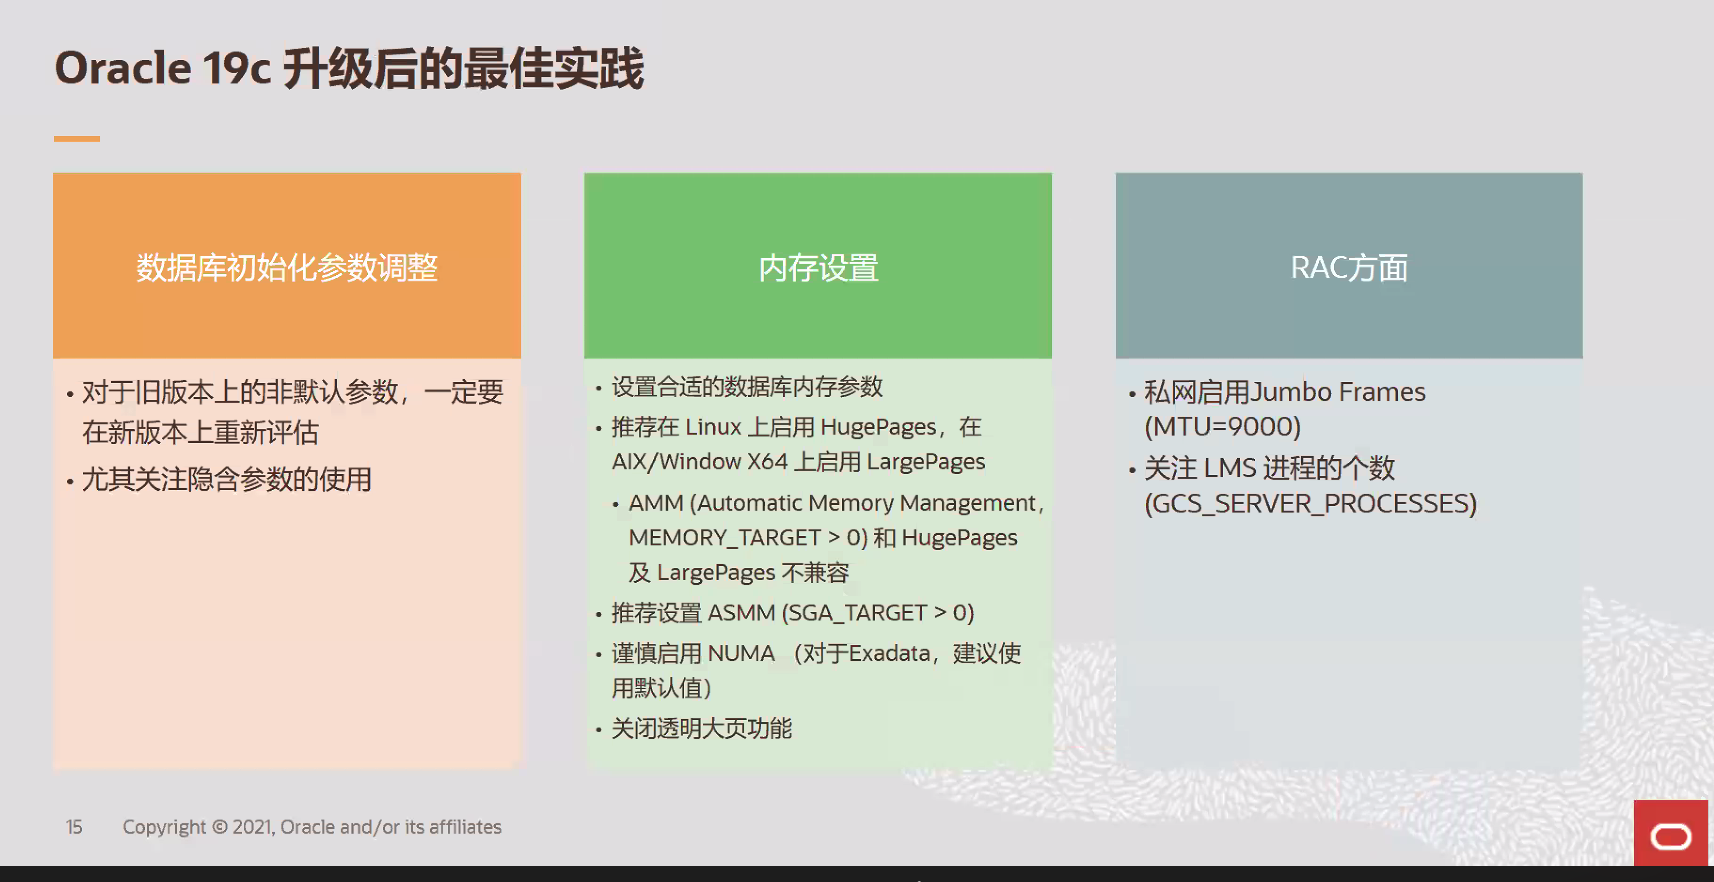 Oracle 19c 升级后的最佳实践
数据库初始化参数调整
• 对于旧版本上的非默认参数，一定要
在新版本上重新评估
• 尤其关注隐含参数的使用
内存设置
• 设置合适的数据库内存参数
• 推荐在 Linux 上启用 HugePages，在
AIX/Window X64 上启用 LargePages
• AMM (Automatic Memory Management，
MEMORY_TARGET > 0) 和 HugePages
及 LargePages 不兼容
• 推荐设置 ASMM (SGA_TARGET > 0)
• 谨慎启用 NUMA （对于Exadata，建议使
用默认值）
• 关闭透明大页功能
RAC方面
• 私网启用Jumbo Frames
(MTU=9000)
• 关注 LMS 进程的个数
(GCS_SERVER_PROCESSES)
15 Copyright © 2021, Oracle and/or its affiliates